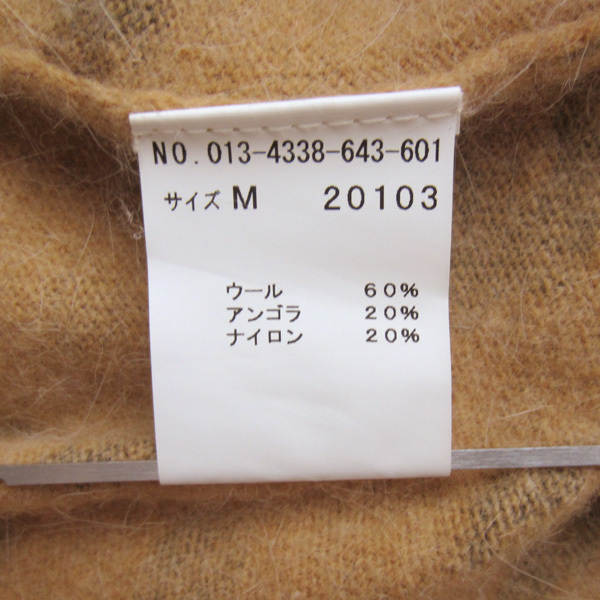 NO.013-4338-643-601
サイズ M 20103
ウール 60%
アンゴラ 20%
ナイロン 20%